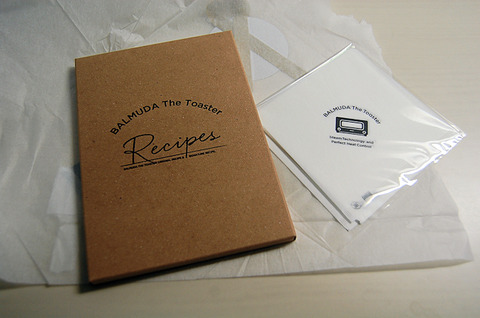 BALMUDA The Toaster
Recipes
BALMUDA The Toaster
Steam Technology and
Perfect Heat Control